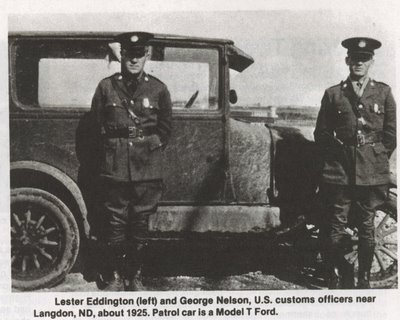 Lester Eddington (left) and George Nelson, U.S. customs officers near
Langdon, ND, about 1925. Patrol car is a Model T Ford.